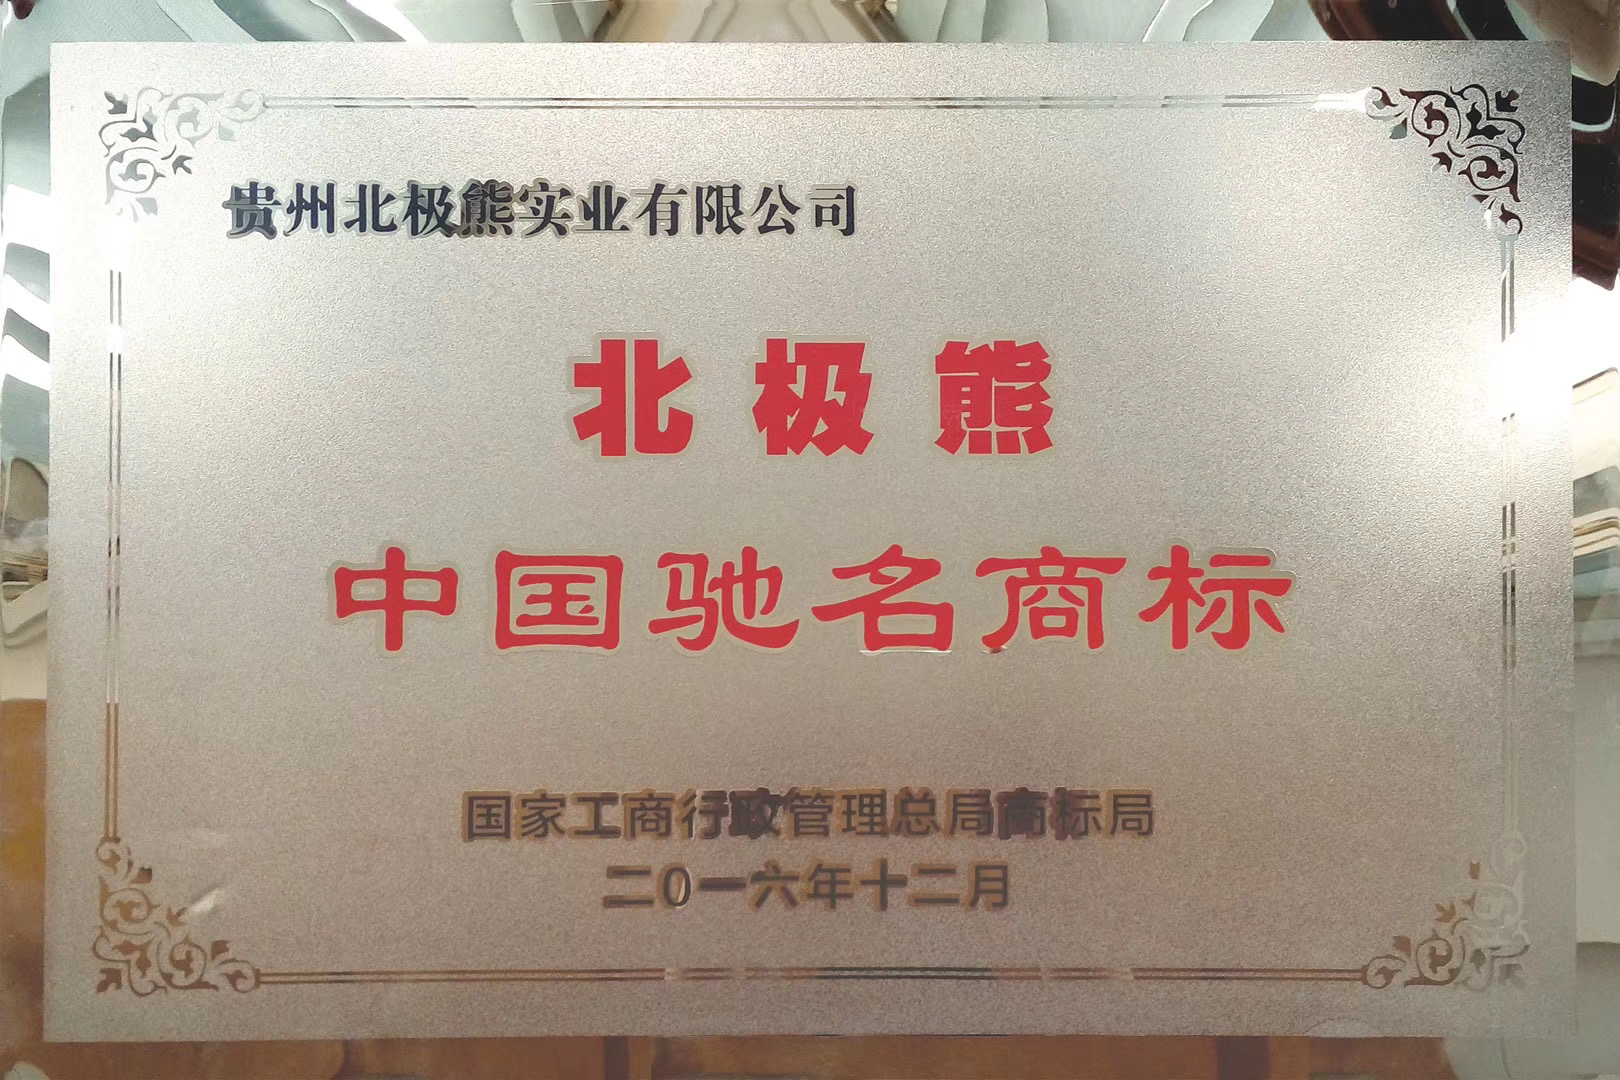 贵州北极熊实业有限公司
北极熊
中国驰名商标
国家工商行政管理总局商标局
二0一六年十二月